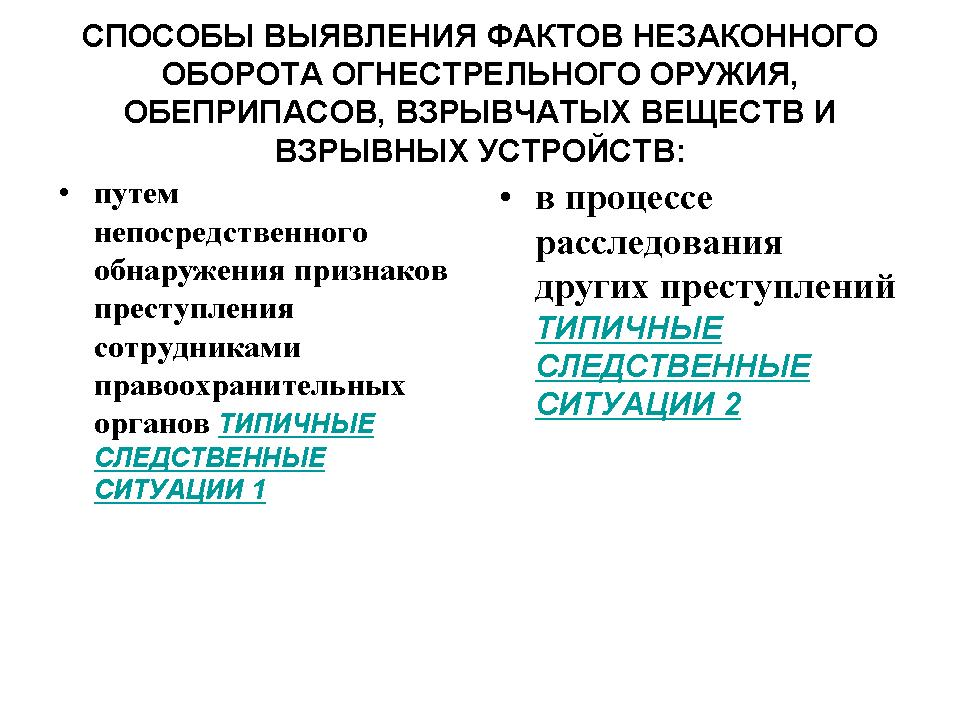 СПОСОБЫ ВЫЯВЛЕНИЯ ФАКТОВ НЕЗАКОННОГО
ОБОРОТА ОГНЕСТРЕЛЬНОГО ОРУЖИЯ,
ОБЕПРИПАСОВ, ВЗРЫВЧАТЫХ ВЕЩЕСТВ И
ВЗРЫВНЫХ УСТРОЙСТВ:
• путем
непосредственного
обнаружения признаков
преступления
сотрудниками
правоохранительных
органов ТИПИЧНЫЕ
СЛЕДСТВЕННЫЕ
СИТУАЦИИ 1
• в процессе
расследования
других преступлений
ТИПИЧНЫЕ
СЛЕДСТВЕННЫЕ
СИТУАЦИИ 2